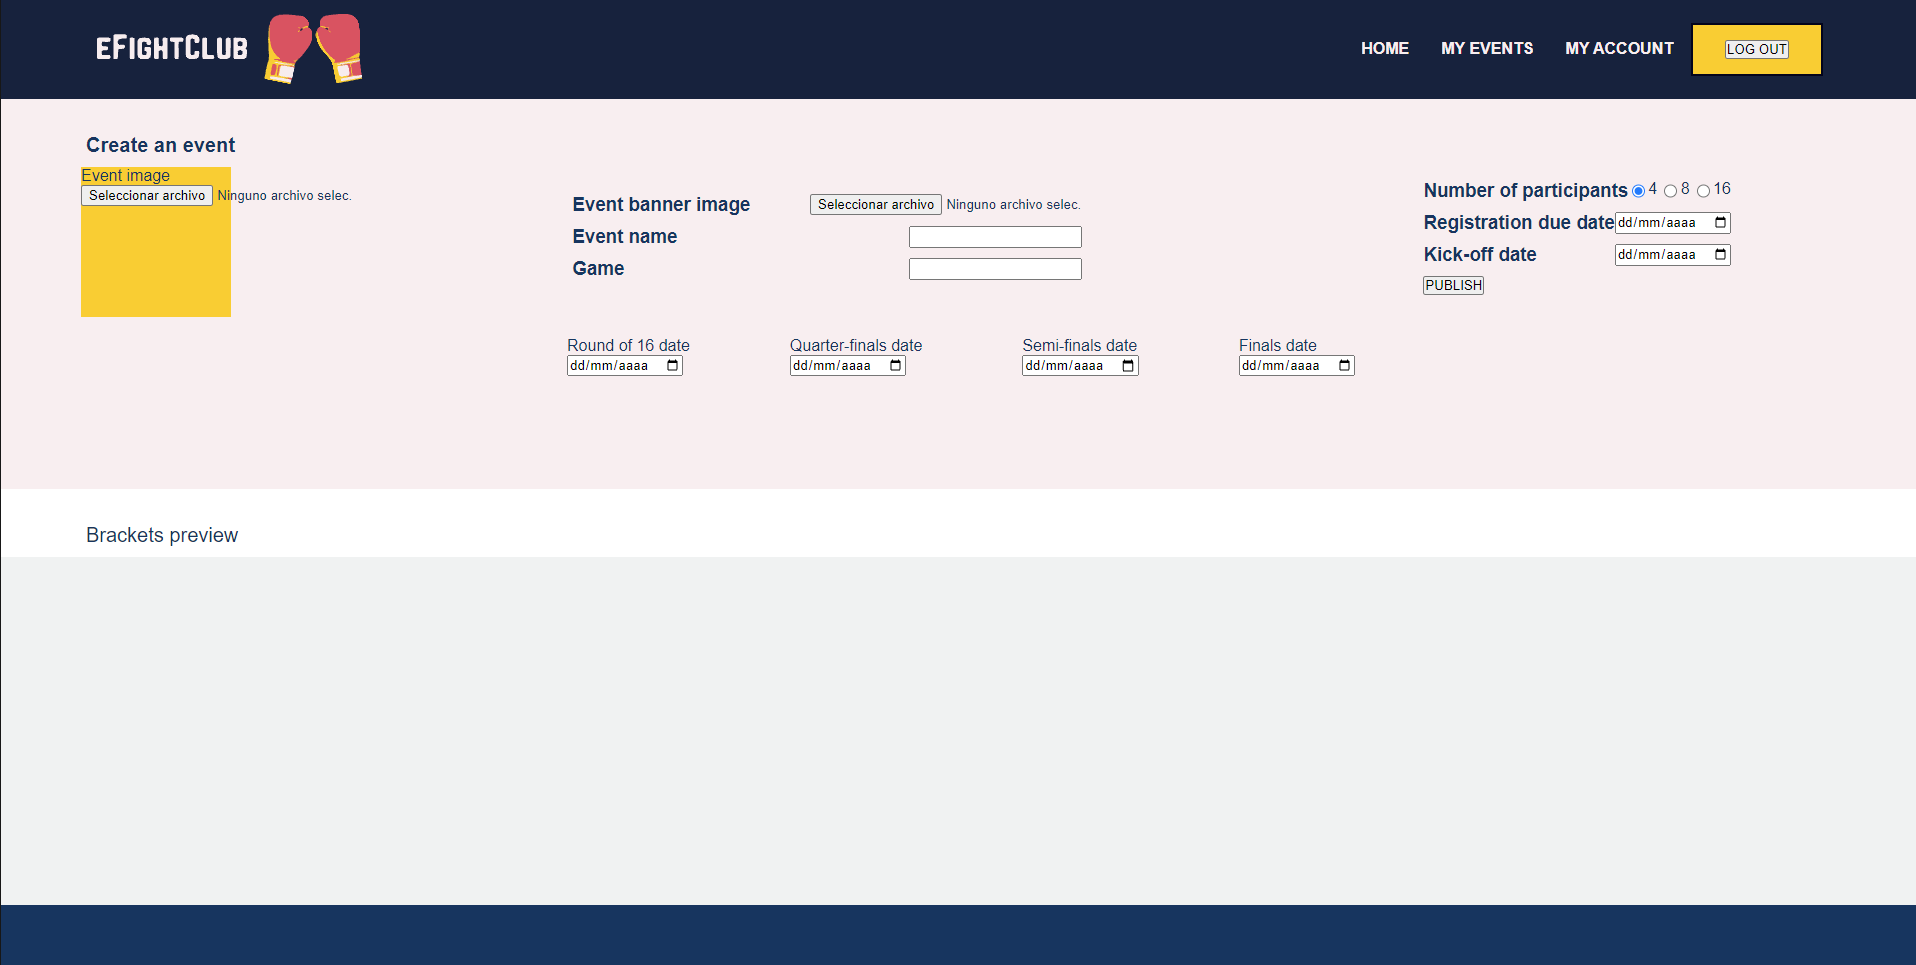 eFightClub
HOME
MY EVENTS
MY ACCOUNT
LOG OUT
Create an event
Event image
Seleccionar archivo Ninguno archivo selec.
Event banner image
Seleccionar archivo Ninguno archivo selec.
Event name
Game
Number of participants 4 8 16
Registration due date dd/mm/aaaa
Kick-off date dd/mm/aaaa
PUBLISH
Round of 16 date
dd/mm/aaaa
Quarter-finals date
dd/mm/aaaa
Semi-finals date
dd/mm/aaaa
Finals date
dd/mm/aaaa
Brackets preview